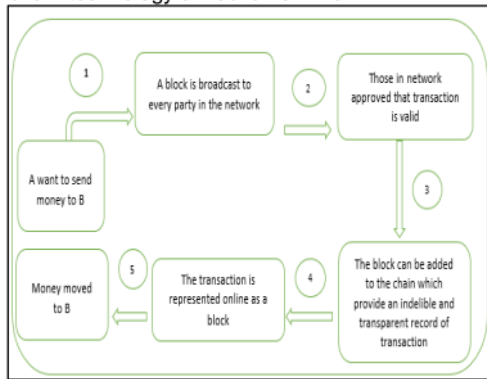 1
A block is broadcast to
every party in the network
2
Those in network
approved that transaction
is valid
A want to send
money to B
3
Money moved
to B
5
The transaction is
represented online as a
block
4
The block can be added
to the chain which
provide an indelible and
transparent record of
transaction